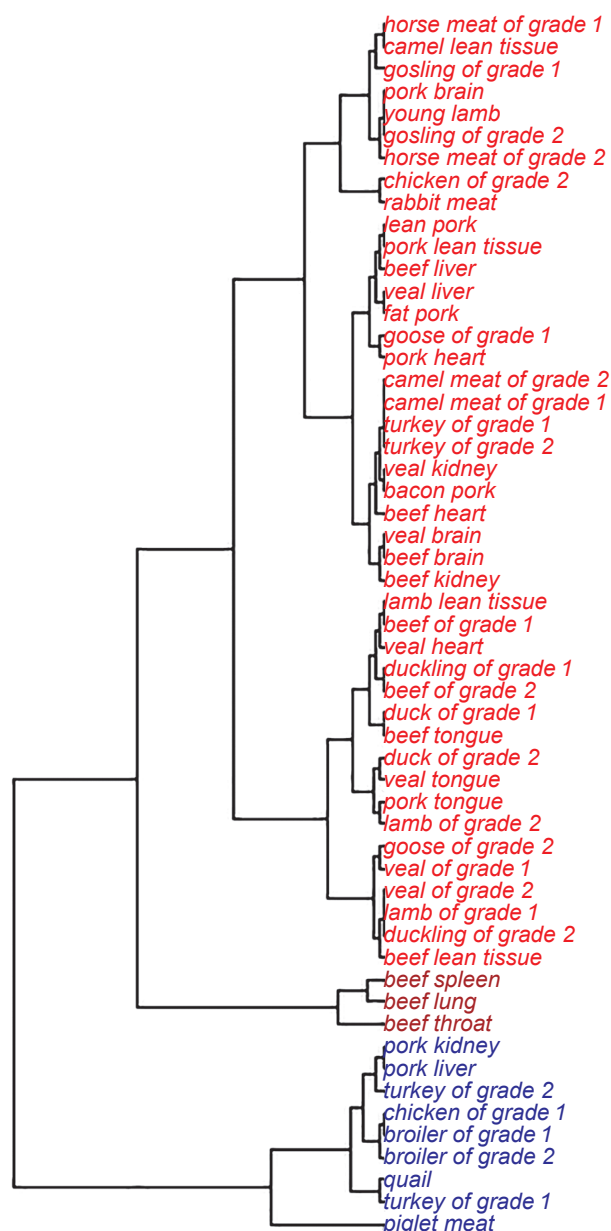 horse meat of grade 1
camel lean tissue
gosling of grade 1
pork brain
young lamb
gosling of grade 2
horse meat of grade 2
chicken of grade 2
rabbit meat
lean pork
pork lean tissue
beef liver
veal liver
fat pork
goose of grade 1
pork heart
camel meat of grade 2
camel meat of grade 1
turkey of grade 1
turkey of grade 2
veal kidney
bacon pork
beef heart
veal brain
beef brain
beef kidney
lamb lean tissue
beef of grade 1
veal heart
duckling of grade 1
beef of grade 2
duck of grade 1
beef tongue
duck of grade 2
veal tongue
pork tongue
lamb of grade 2
goose of grade 2
veal of grade 1
veal of grade 2
lamb of grade 1
duckling of grade 2
beef lean tissue
beef spleen
beef lung
beef throat
pork kidney
pork liver
turkey of grade 2
chicken of grade 1
broiler of grade 1
broiler of grade 2
quail
turkey of grade 1
piglet meat